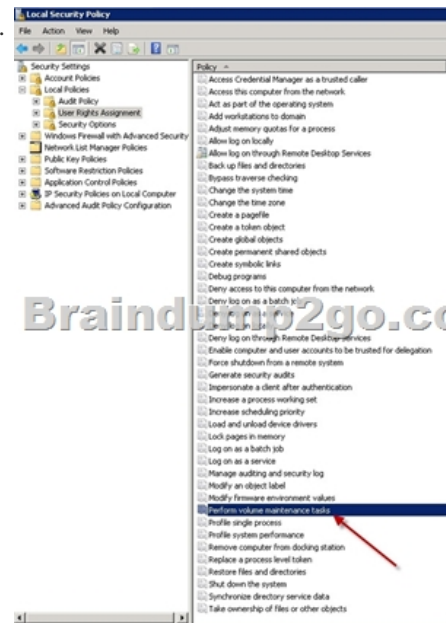 Local Security Policy
File Action View Help
Security Settings
Account Policies
Local Policies
Audit Policy
User Rights Assignment
Security Options
Windows Firewall with Advanced Security
Network List Manager Policies
Public Key Policies
Software Restriction Policies
Application Control Policies
IP Security Policies on Local Computer
Advanced Audit Policy Configuration
Policy
Access Credential Manager as a trusted caller
Access this computer from the network
Act as part of the operating system
Add workstations to domain
Adjust memory quotas for a process
Allow log on locally
Allow log on through Remote Desktop Services
Back up files and directories
Bypass traverse checking
Change the system time
Change the time zone
Create a pagefile
Create a token object
Create global objects
Create permanent shared objects
Create symbolic links
Debug programs
Deny access to this computer from the network
Deny log on as a batch job
Braindump2go.co
Deny log on through Remote Desktop Services
Enable computer and user accounts to be trusted for delegation
Force shutdown from a remote system
Generate security audits
Impersonate a client after authentication
Increase a process working set
Increase scheduling priority
Load and unload device drivers
Lock pages in memory
Log on as a batch job
Log on as a service
Manage auditing and security log
Modify an object label
Modify firmware environment values
Perform volume maintenance tasks
Profile single process
Profile system performance
Remove computer from docking station
Replace a process level token
Restore files and directories
Shut down the system
Synchronize directory service data
Take ownership of files or other objects